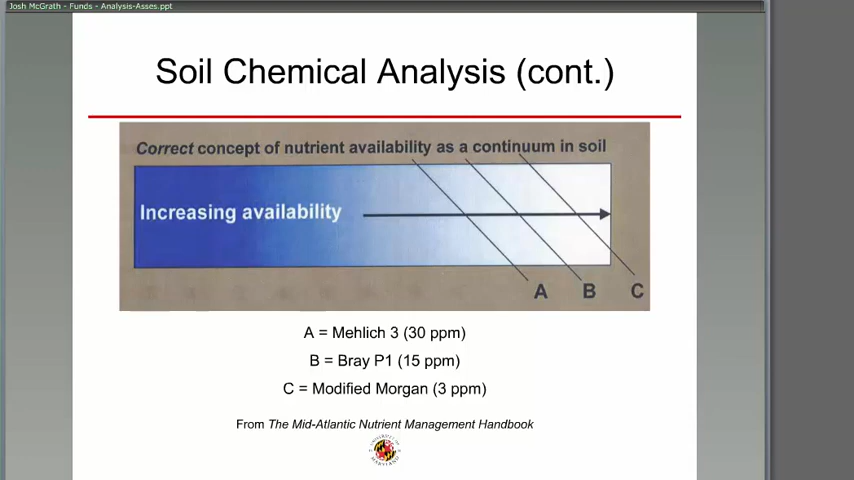 Josh McGrath - Funds - Analysis-Asses.ppt
Soil Chemical Analysis (cont.)
Correct concept of nutrient availability as a continuum in soil
Increasing availability
A B C
A = Mehlich 3 (30 ppm)
B = Bray P1 (15 ppm)
C = Modified Morgan (3 ppm)
From The Mid-Atlantic Nutrient Management Handbook